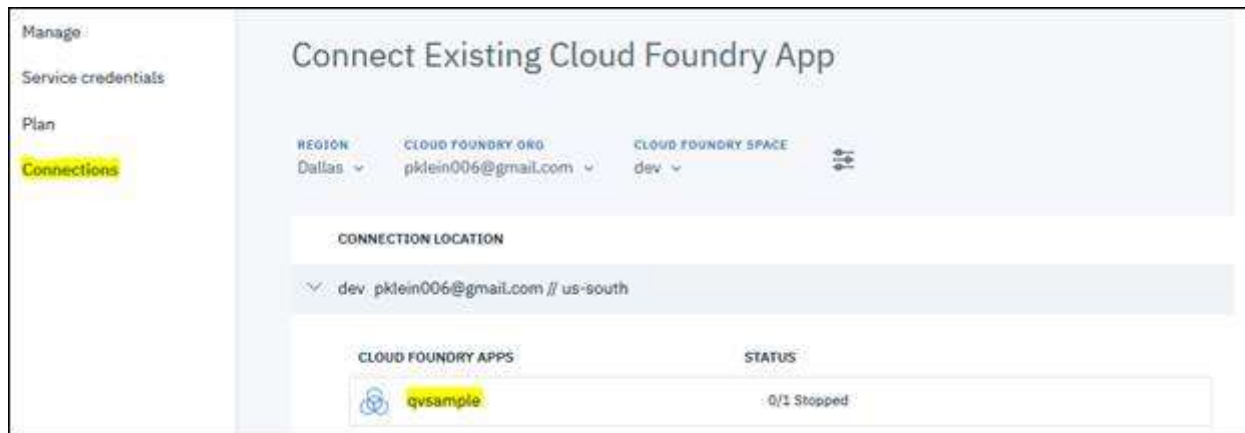 Manage
Service credentials
Plan
Connections
Connect Existing Cloud Foundry App
REGION CLOUD FOUNDRY ORG CLOUD FOUNDRY SPACE
Dallas pklein006@gmail.com dev
CONNECTION LOCATION
dev pklein006@gmail.com // us-south
CLOUD FOUNDRY APPS STATUS
qvsample 0/1 Stopped